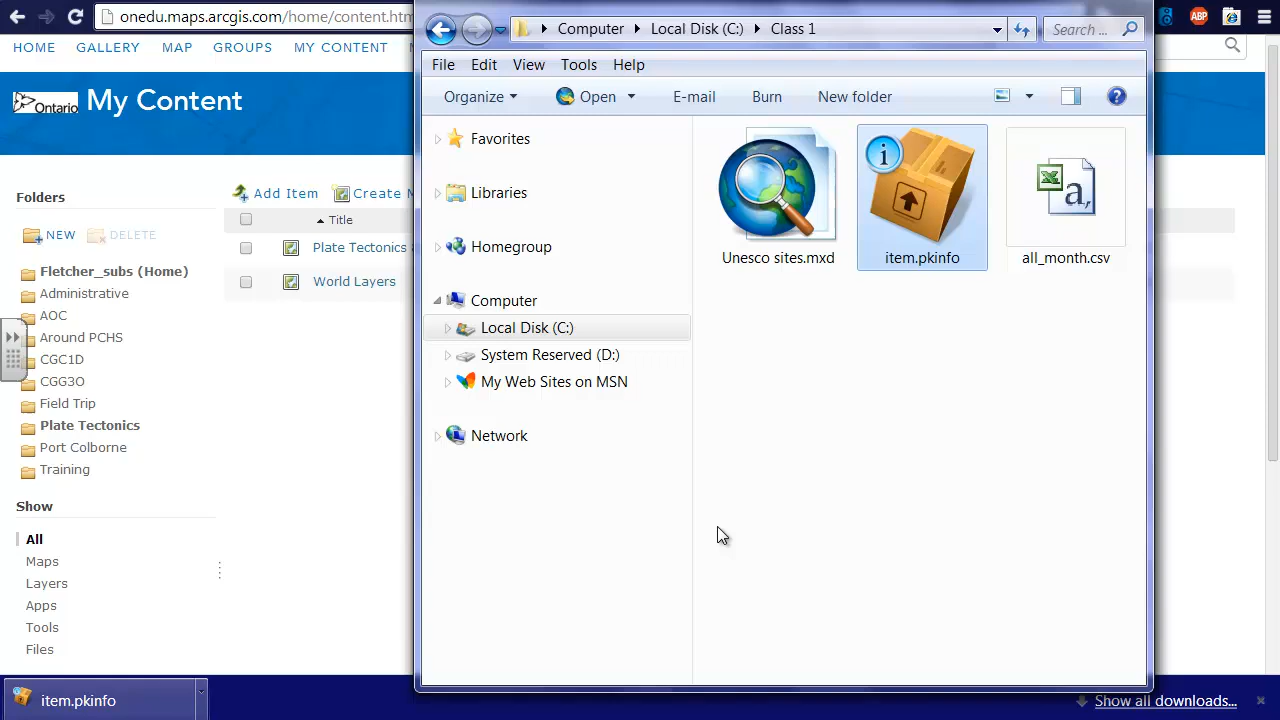 onedu.maps.arcgis.com/home/content.htm
HOME GALLERY MAP GROUPS MY CONTENT
Ontario
My Content
Folders
NEW DELETE
Fletcher_subs (Home)
Administrative
AOC
Around PCHS
CGC1D
CGG3O
Field Trip
Plate Tectonics
Port Colborne
Training
Show
All
Maps
Layers
Apps
Tools
Files
Add Item Create
Title
Plate Tectonics
World Layers
Computer Local Disk (C:) Class 1
Search ...
File Edit View Tools Help
Organize Open E-mail Burn New folder
Favorites
Libraries
Homegroup
Computer
Local Disk (C:)
System Reserved (D:)
My Web Sites on MSN
Network
Unesco sites.mxd
item.pkinfo
a,
all_month.csv
ABP
item.pkinfo
Show all downloads...